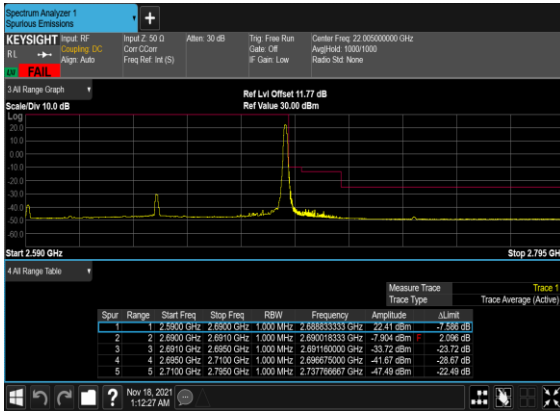 Spectrum Analyzer 1
Spurious Emissions
KEYSIGHT Input: RF Input Z: 50 Ω Atten: 30 dB Trig: Free Run Center Freq: 22.005000000 GHz
RL Coupling: DC Corr CCorr Gate: Off Avg|Hold: 1000/1000
Align: Auto Freq Ref: Int (S) IF Gain: Low Radio Std: None
LW FAIL
3 All Range Graph
Ref Lvl Offset 11.77 dB
Scale/Div 10.0 dB Ref Value 30.00 dBm
Log
20.0
10.0
0.00
-10.0
-20.0
-30.0
-40.0
-50.0
-60.0
Start 2.590 GHz Stop 2.795 GH
4 All Range Table
Measure Trace Trace 1
Trace Type Trace Average (Active)
Spur Range Start Freq Stop Freq RBW Frequency Amplitude ΔLimit
1 1 2.5900 GHz 2.6900 GHz 1.000 MHz 2.688833333 GHz 22.41 dBm -7.586 dB
2 2 2.6900 GHz 2.6910 GHz 1.000 MHz 2.690018333 GHz -7.904 dBm F 2.096 dB
3 3 2.6910 GHz 2.6950 GHz 1.000 MHz 2.691160000 GHz -33.72 dBm -23.72 dB
4 4 2.6950 GHz 2.7100 GHz 1.000 MHz 2.696675000 GHz -41.67 dBm -28.67 dB
5 5 2.7100 GHz 2.7950 GHz 1.000 MHz 2.737766667 GHz -47.49 dBm -22.49 dB
Nov 18, 2021
1:12:27 AM